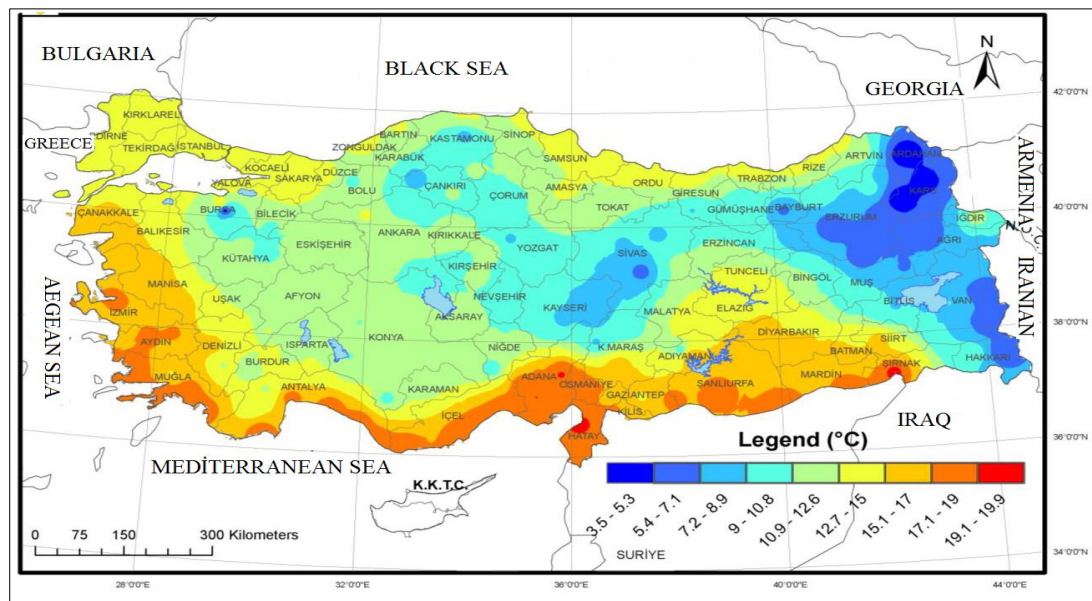 BULGARIA
BLACK SEA
GEORGIA
N
42°0'0"N
KIRKLARELİ
GREECE
TEKİRDAĞ
İSTANBUL
KOCAELİ
YALOVA
SAKARYA
DÜZCE
ZONGULDAK
BARTIN
KARABÜK
KASTAMONU
SİNOP
SAMSUN
ORDU
GİRESUN
TRABZON
RİZE
ARTVİN
ARDAHAN
KARS
ARMENIA
IĞDIR
40°0'0"N
ÇANAKKALE
BALIKESİR
BURSA
BİLECİK
BOLU
ÇANKIRI
ÇORUM
AMASYA
TOKAT
GÜMÜŞHANE
BAYBURT
ERZURUM
AĞRI
ESKİŞEHİR
ANKARA
KIRIKKALE
YOZGAT
SİVAS
ERZİNCAN
KÜTAHYA
KIRŞEHİR
TUNCELİ
BİNGÖL
MUŞ
BİTLİS
VAN
IRANIAN
AEGEAN SEA
MANİSA
İZMİR
UŞAK
AFYON
NEVŞEHİR
KAYSERİ
AKSARAY
MALATYA
ELAZIG
DİYARBAKIR
SİİRT
HAKKARİ
38°0'0"N
AYDIN
DENİZLİ
ISPARTA
BURDUR
KONYA
NİĞDE
K.MARAŞ
ADIYAMAN
BATMAN
ŞIRNAK
MARDİN
MUĞLA
ANTALYA
KARAMAN
İÇEL
ADANA
OSMANİYE
GAZİANTEP
KİLİS
ŞANLIURFA
HATAY
IRAQ
36°0'0"N
MEDİTERRANEAN SEA
K.K.T.C.
Legend (°C)
3.5 - 5.3
5.4 - 7.1
7.2 - 8.9
9 - 10.8
10.9 - 12.6
12.7 - 15
15.1 - 17
17.1 - 19
19.1 - 19.9
0 75 150 300 Kilometers
SURİYE
34°0'0"N
28°0'0"E 32°0'0"E 36°0'0"E 40°0'0"E 44°0'0"E